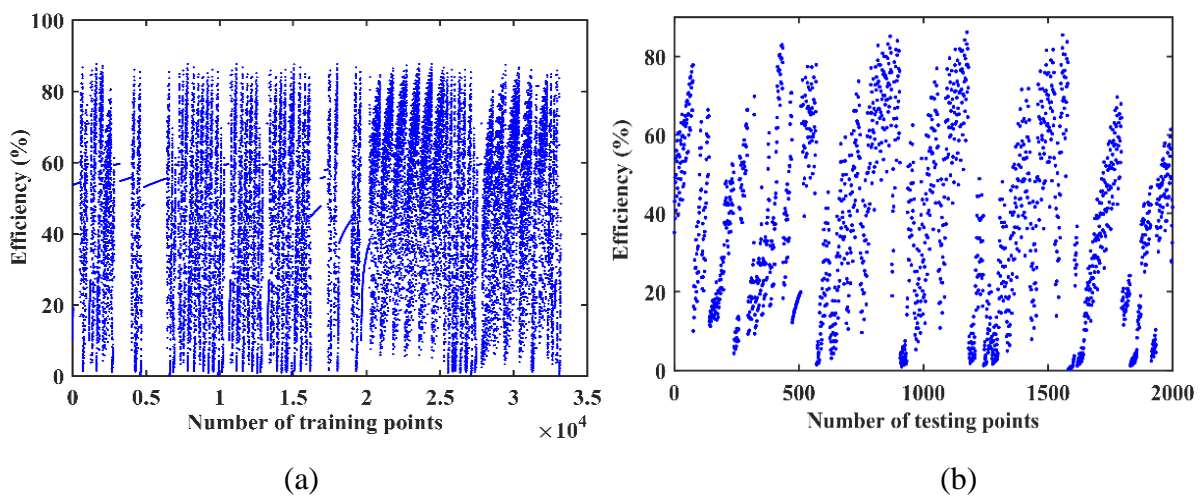 100
80
60
40
20
0
Efficiency (%)
0 0.5 1 1.5 2 2.5 3 3.5
Number of training points
×10⁴
(a)
80
60
40
20
0
Efficiency (%)
0 500 1000 1500 2000
Number of testing points
(b)